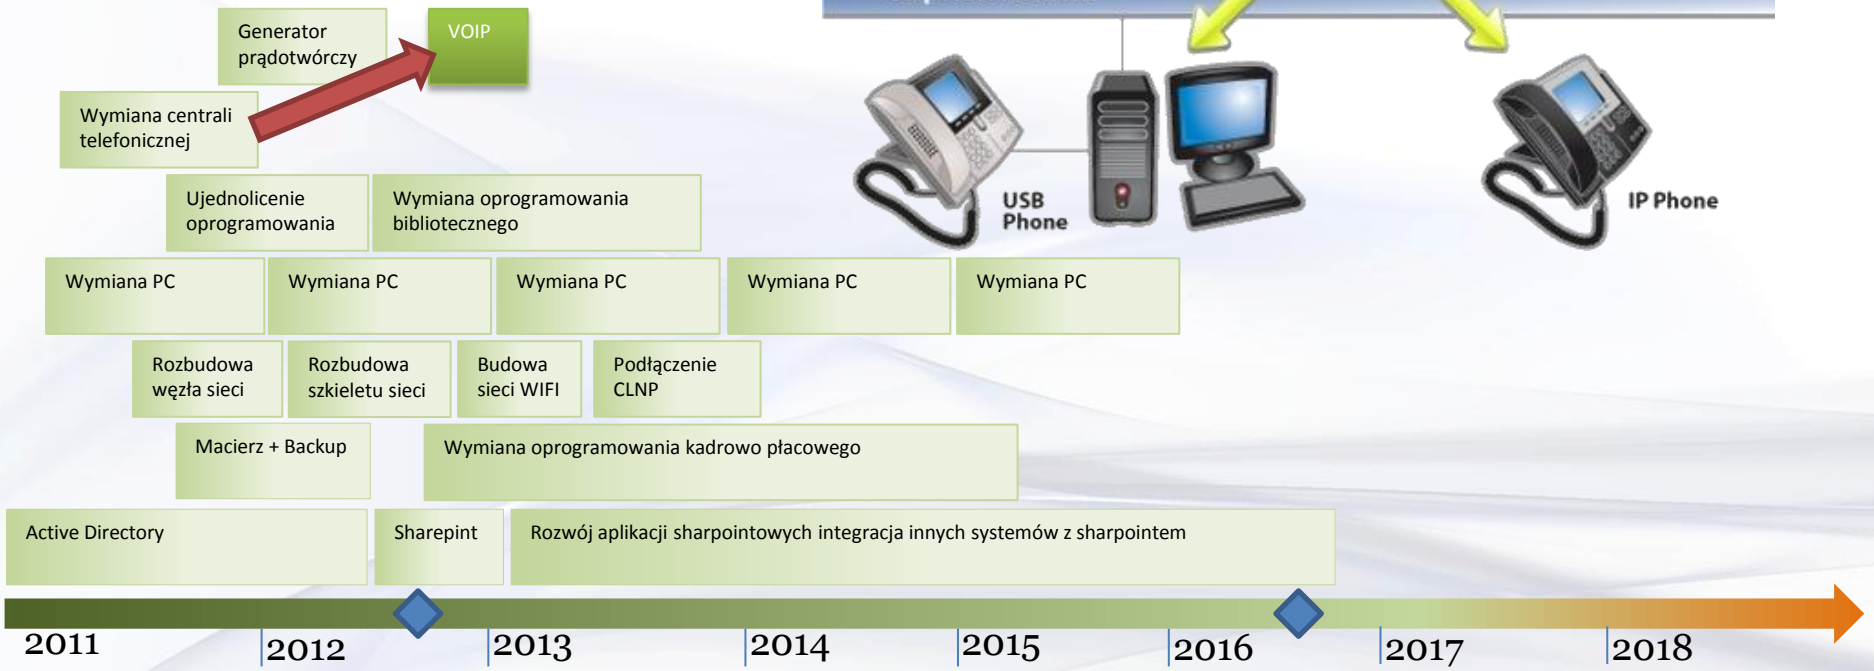 Generator
prądotwórczy
VOIP
Wymiana centrali
telefonicznej
USB
Phone
IP Phone
Ujednolicenie
oprogramowania
Wymiana oprogramowania
bibliotecznego
Wymiana PC
Wymiana PC
Wymiana PC
Wymiana PC
Wymiana PC
Rozbudowa
węzła sieci
Rozbudowa
szkieletu sieci
Budowa
sieci WIFI
Podłączenie
CLNP
Macierz + Backup
Wymiana oprogramowania kadrowo płacowego
Active Directory
Sharepint
Rozwój aplikacji sharpointowych integracja innych systemów z sharpointem
2011
2012
2013
2014
2015
2016
2017
2018